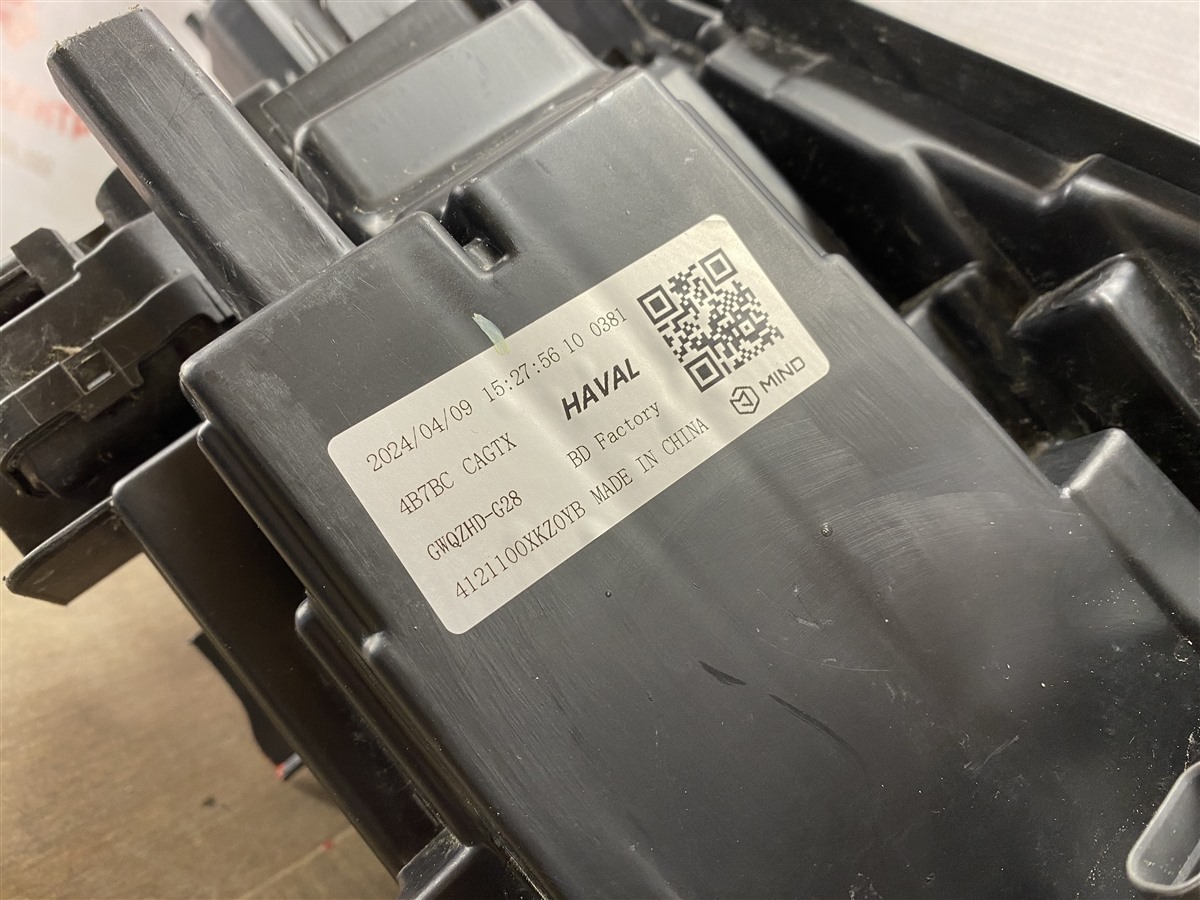 2024/04/09 15:27:56 10 0381
4B7BC CAGTX
HAVAL
GWQZHD-G28
BD Factory
4121100XKZ0YB MADE IN CHINA
MIND